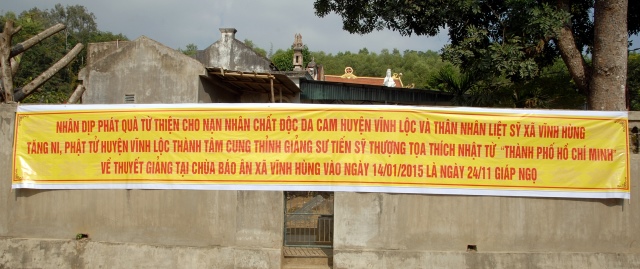 NHÂN DỊP PHÁT QUÀ TỪ THIỆN CHO NẠN NHÂN CHẤT ĐỘC DA CAM HUYỆN VĨNH LỘC VÀ THÂN NHÂN LIỆT SỸ XÃ VĨNH HÙNG
TĂNG NI, PHẬT TỬ HUYỆN VĨNH LỘC THÀNH TÂM CUNG THỈNH GIẢNG SƯ TIẾN SỸ THƯỢNG TỌA THÍCH NHẬT TỪ "THÀNH PHỐ HỒ CHÍ MINH"
VỀ THUYẾT GIẢNG TẠI CHÙA BÁO ÂN XÃ VĨNH HÙNG VÀO NGÀY 14/01/2015 LÀ NGÀY 24/11 GIÁP NGỌ